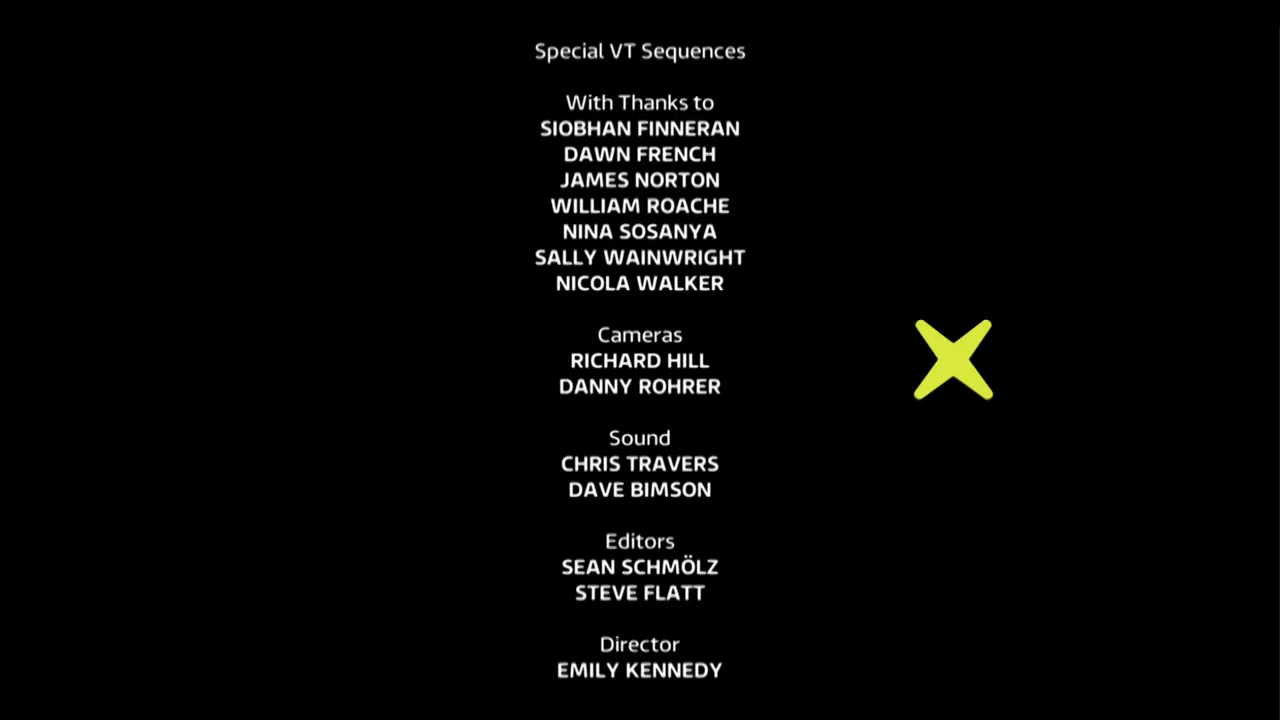 Special VT Sequences
With Thanks to
SIOBHAN FINNERAN
DAWN FRENCH
JAMES NORTON
WILLIAM ROACHE
NINA SOSANYA
SALLY WAINWRIGHT
NICOLA WALKER
Cameras
RICHARD HILL
DANNY ROHRER
Sound
CHRIS TRAVERS
DAVE BIMSON
Editors
SEAN SCHMÖLZ
STEVE FLATT
Director
EMILY KENNEDY